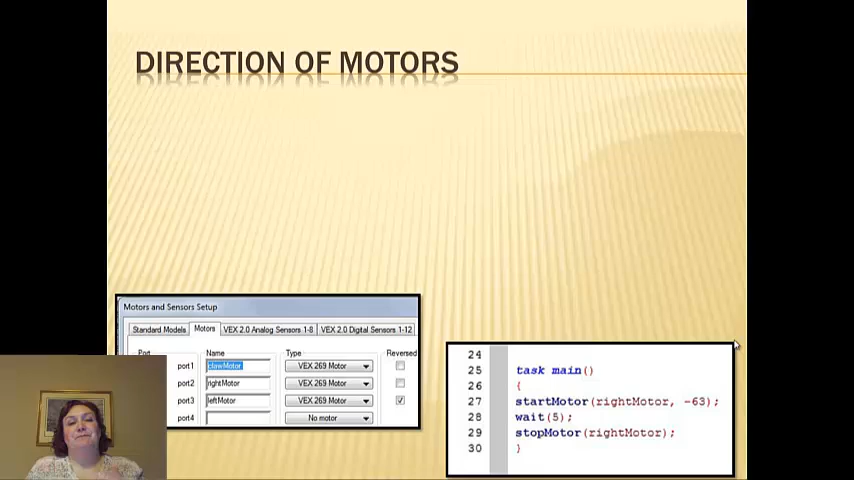 DIRECTION OF MOTORS
Motors and Sensors Setup
Standard Models Motors VEX 2.0 Analog Sensors 1-8 VEX 2.0 Digital Sensors 1-12
Port Name Type Reversed
port1 clawMotor VEX 269 Motor
port2 rightMotor VEX 269 Motor
port3 leftMotor VEX 269 Motor
port4 No motor
24
25 task main()
26 {
27 startMotor(rightMotor, -63);
28 wait(5);
29 stopMotor(rightMotor);
30 }